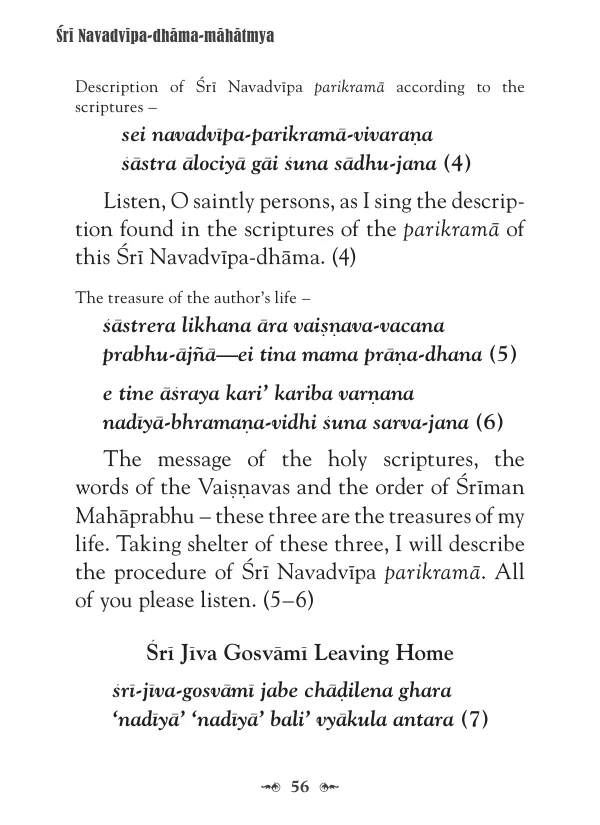 Śrī Navadvīpa-dhāma-māhātmya
Description of Śrī Navadvīpa parikramā according to the
scriptures –
sei navadvīpa-parikramā-vivaraṇa
śāstra ālociyā gāi śuna sādhu-jana (4)
Listen, O saintly persons, as I sing the descrip-
tion found in the scriptures of the parikramā of
this Śrī Navadvīpa-dhāma. (4)
The treasure of the author’s life –
śāstrera likhana āra vaiṣṇava-vacana
prabhu-ājñā—ei tina mama prāṇa-dhana (5)
e tine āśraya kari’ kariba varṇana
nadīyā-bhramaṇa-vidhi śuna sarva-jana (6)
The message of the holy scriptures, the
words of the Vaiṣṇavas and the order of Śrīman
Mahāprabhu – these three are the treasures of my
life. Taking shelter of these three, I will describe
the procedure of Śrī Navadvīpa parikramā. All
of you please listen. (5–6)
Śrī Jīva Gosvāmī Leaving Home
śrī-jīva-gosvāmī jabe chāḍilena ghara
‘nadīyā’ ‘nadīyā’ bali’ vyākula antara (7)
56